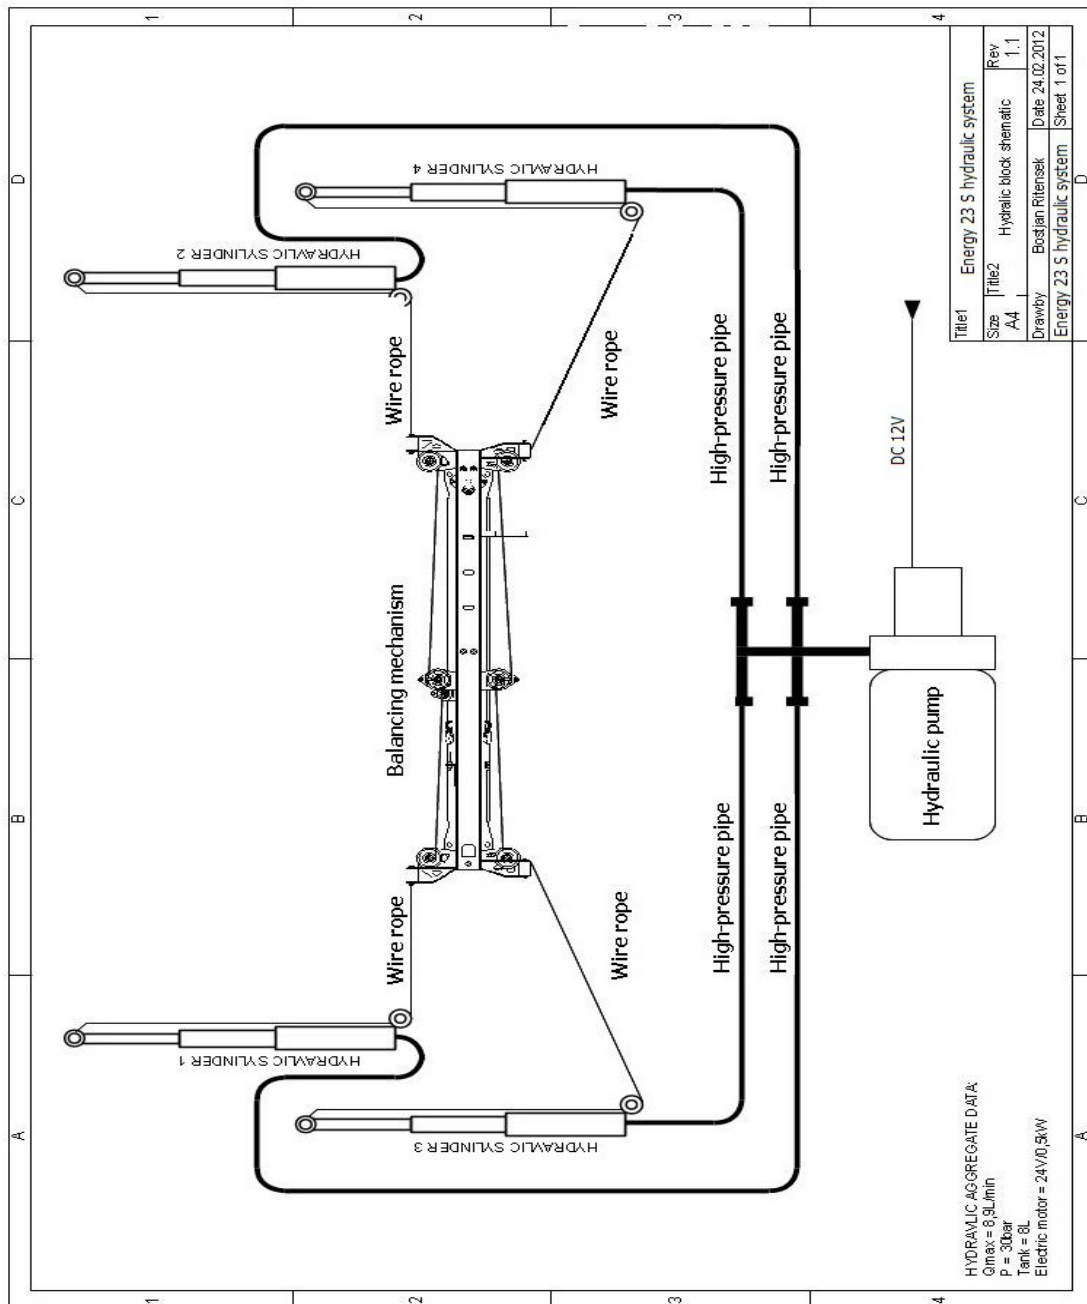 1
2
3
4
D
HYDRAVLIC SYLINDER 2
HYDRAVLIC SYLINDER 4
Wire rope
Wire rope
High-pressure pipe
High-pressure pipe
DC 12V
C
Balancing mechanism
B
Hydraulic pump
Wire rope
Wire rope
High-pressure pipe
High-pressure pipe
HYDRAVLIC SYLINDER 1
HYDRAVLIC SYLINDER 3
A
HYDRAVLIC AGGREGATE DATA:
Qmax = 8,9L/min
P = 30bar
Tank = 8L
Electric motor = 24V/0,5kW
Title1
Energy 23 S hydraulic system
Size
A4
Title2
Hydralic block shematic
Rev
1.1
Drawby
Bostjan Ritensek
Date 24.02.2012
Energy 23 S hydraulic system
Sheet 1 of 1
D
C
B
A
1
2
3
4